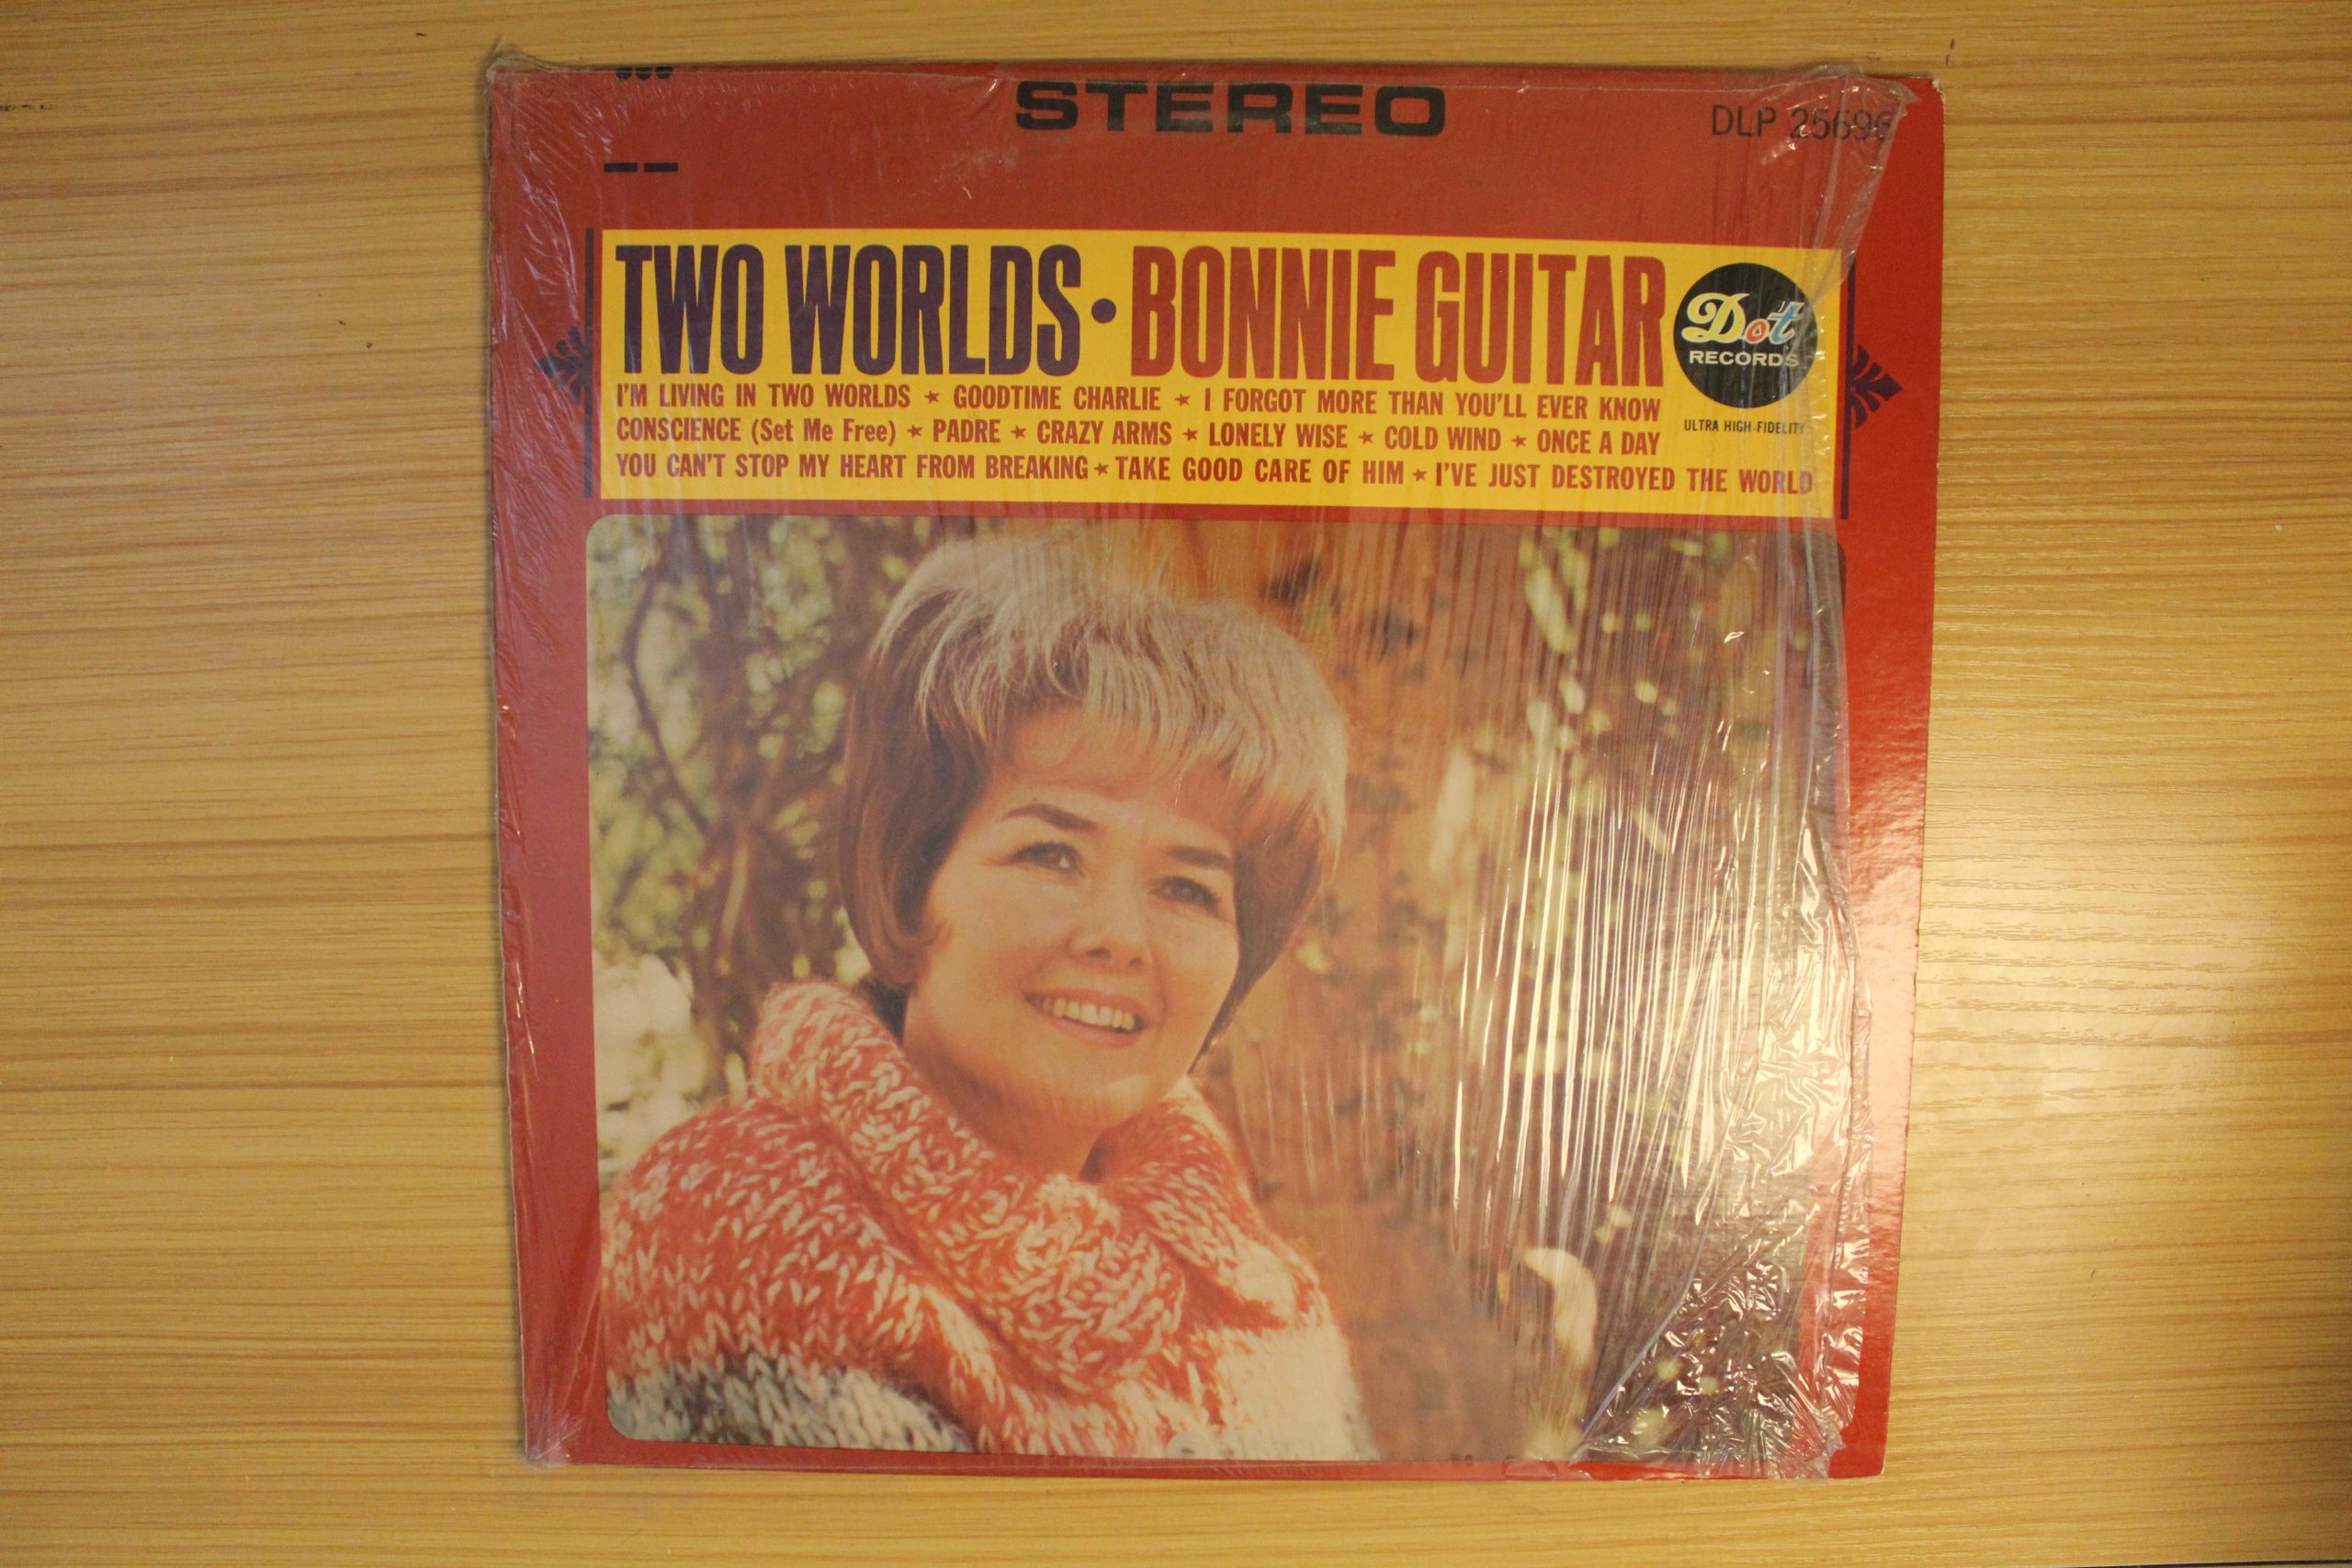 STEREO
DLP 25696
TWO WORLDS • BONNIE GUITAR
Dot
RECORDS
ULTRA HIGH-FIDELITY
I'M LIVING IN TWO WORLDS ★ GOODTIME CHARLIE ★ I FORGOT MORE THAN YOU'LL EVER KNOW
CONSCIENCE (Set Me Free) ★ PADRE ★ CRAZY ARMS ★ LONELY WISE ★ COLD WIND ★ ONCE A DAY
YOU CAN'T STOP MY HEART FROM BREAKING ★ TAKE GOOD CARE OF HIM ★ I'VE JUST DESTROYED THE WORLD